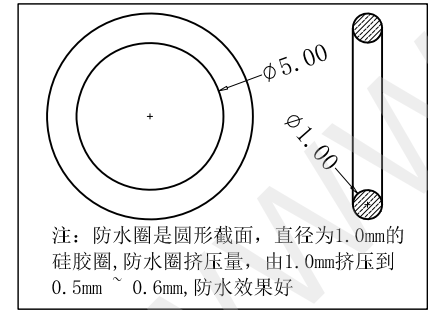 ⌀5.00
⌀1.00
注：防水圈是圆形截面，直径为1.0mm的
硅胶圈,防水圈挤压量，由1.0mm挤压到
0.5mm ~ 0.6mm,防水效果好